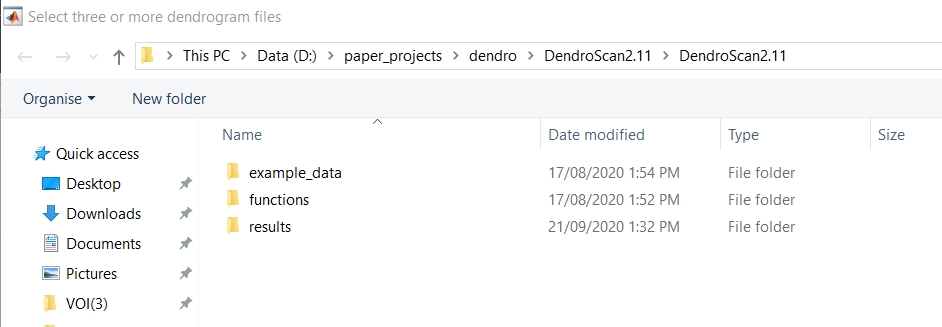 Select three or more dendrogram files
This PC > Data (D:) > paper_projects > dendro > DendroScan2.11 > DendroScan2.11
Organise New folder
Name Date modified Type Size
Quick access
Desktop
Downloads
Documents
Pictures
VOI(3)
example_data 17/08/2020 1:54 PM File folder
functions 17/08/2020 1:52 PM File folder
results 21/09/2020 1:32 PM File folder